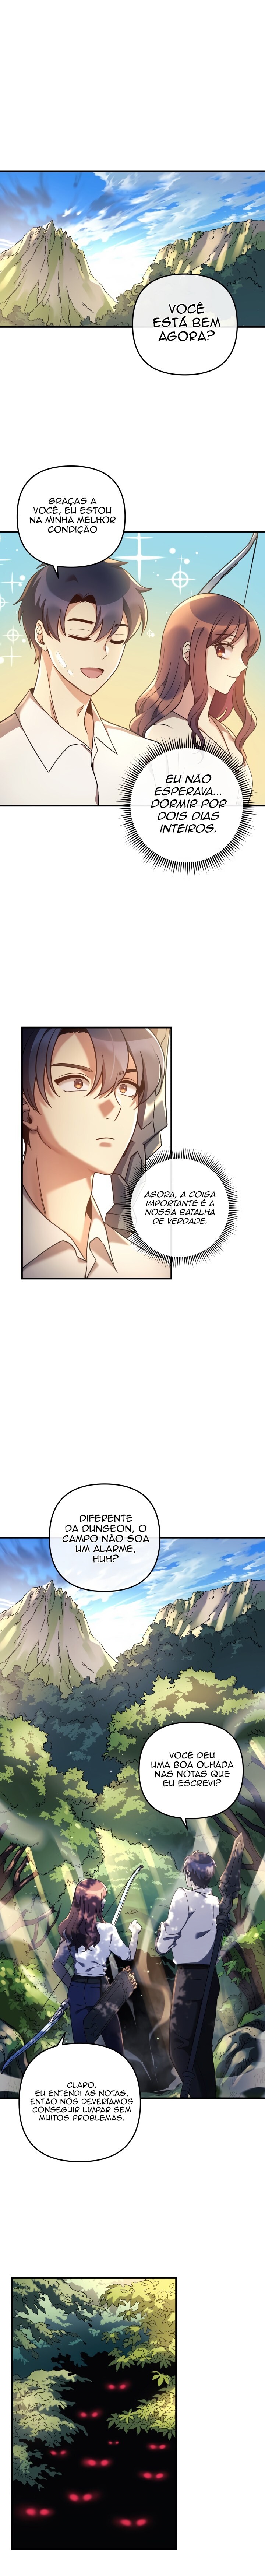 VOCÊ
ESTÁ BEM
AGORA?
GRAÇAS A
VOCÊ, EU ESTOU
NA MINHA MELHOR
CONDIÇÃO
EU NÃO
ESPERAVA...
DORMIR POR
DOIS DIAS
INTEIROS.
AGORA, A COISA
IMPORTANTE É A
NOSSA BATALHA
DE VERDADE.
DIFERENTE
DA DUNGEON, O
CAMPO NÃO SOA
UM ALARME,
HUH?
VOCÊ DEU
UMA BOA OLHADA
NAS NOTAS QUE
EU ESCREVI?
CLARO.
EU ENTENDI AS NOTAS,
ENTÃO NÓS DEVERÍAMOS
CONSEGUIR LIMPAR SEM
MUITOS PROBLEMAS.